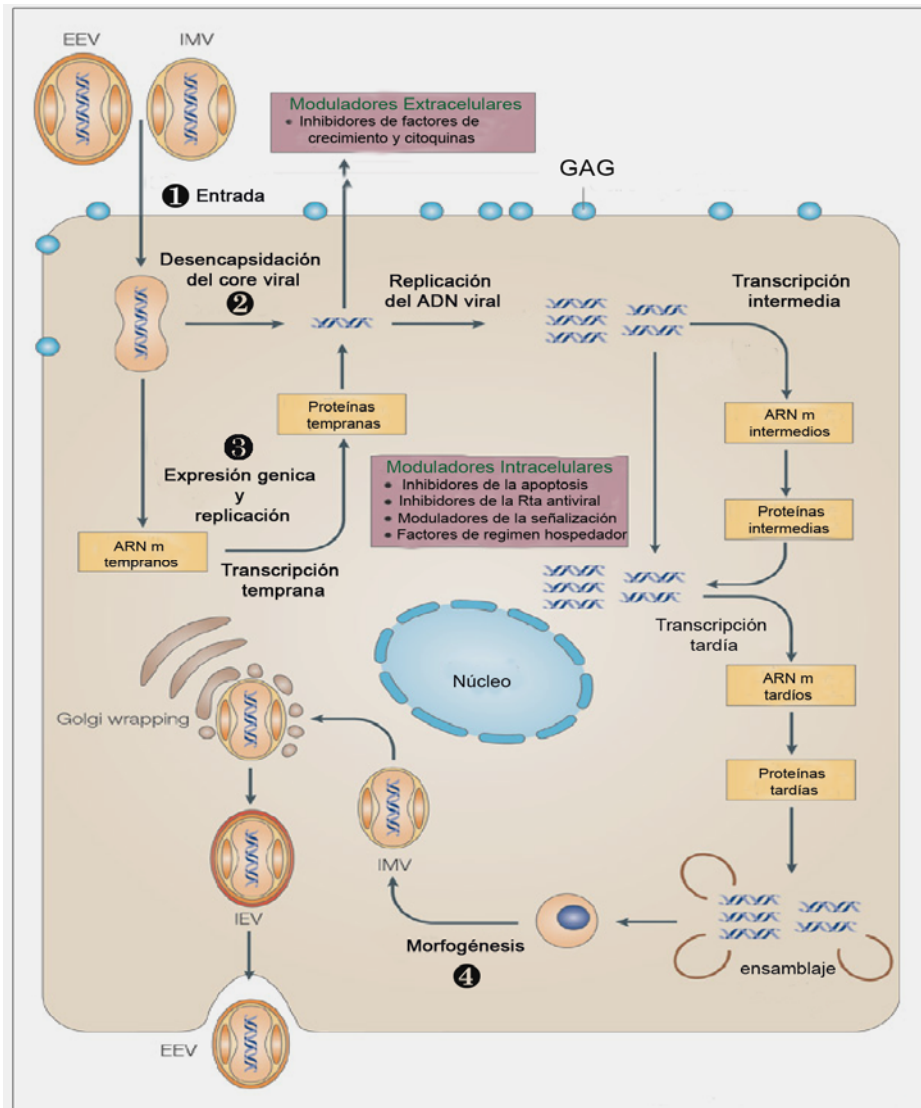 EEV
IMV
Moduladores Extracelulares
• Inhibidores de factores de
crecimiento y citoquinas
GAG
❶ Entrada
Desencapsidación
del core viral
❷
Replicación
del ADN viral
Transcripción
intermedia
Proteínas
tempranas
ARN m
intermedios
❸
Expresión genica
y
replicación
Moduladores Intracelulares
• Inhibidores de la apoptosis
• Inhibidores de la Rta antiviral
• Moduladores de la señalización
• Factores de regimen hospedador
Proteínas
intermedias
ARN m
tempranos
Transcripción
temprana
Transcripción
tardía
Núcleo
Golgi wrapping
ARN m
tardíos
Proteínas
tardías
IMV
IEV
Morfogénesis
❹
ensamblaje
EEV